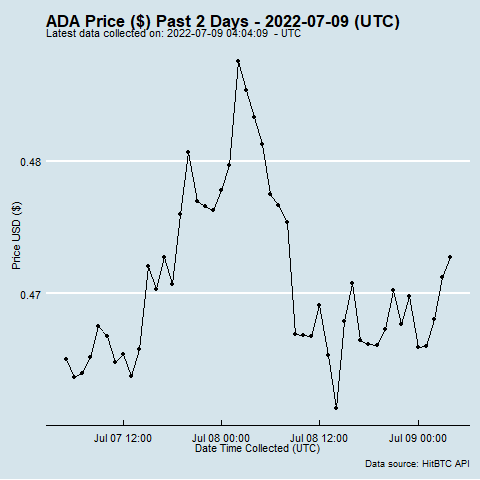 ADA Price ($) Past 2 Days - 2022-07-09 (UTC)
Latest data collected on: 2022-07-09 04:04:09 - UTC
0.48
0.47
Price USD ($)
Jul 07 12:00 Jul 08 00:00 Jul 08 12:00 Jul 09 00:00
Date Time Collected (UTC)
Data source: HitBTC API